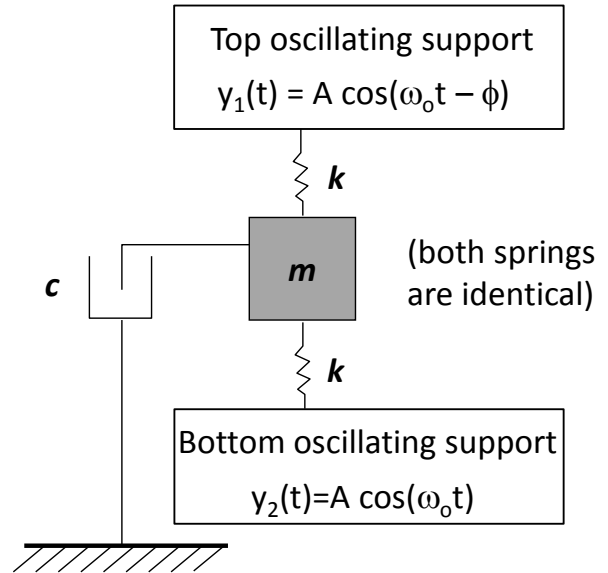 Top oscillating support
y₁(t) = A cos(ωₒt – ϕ)
k
c
m
(both springs
are identical)
k
Bottom oscillating support
y₂(t)=A cos(ωₒt)